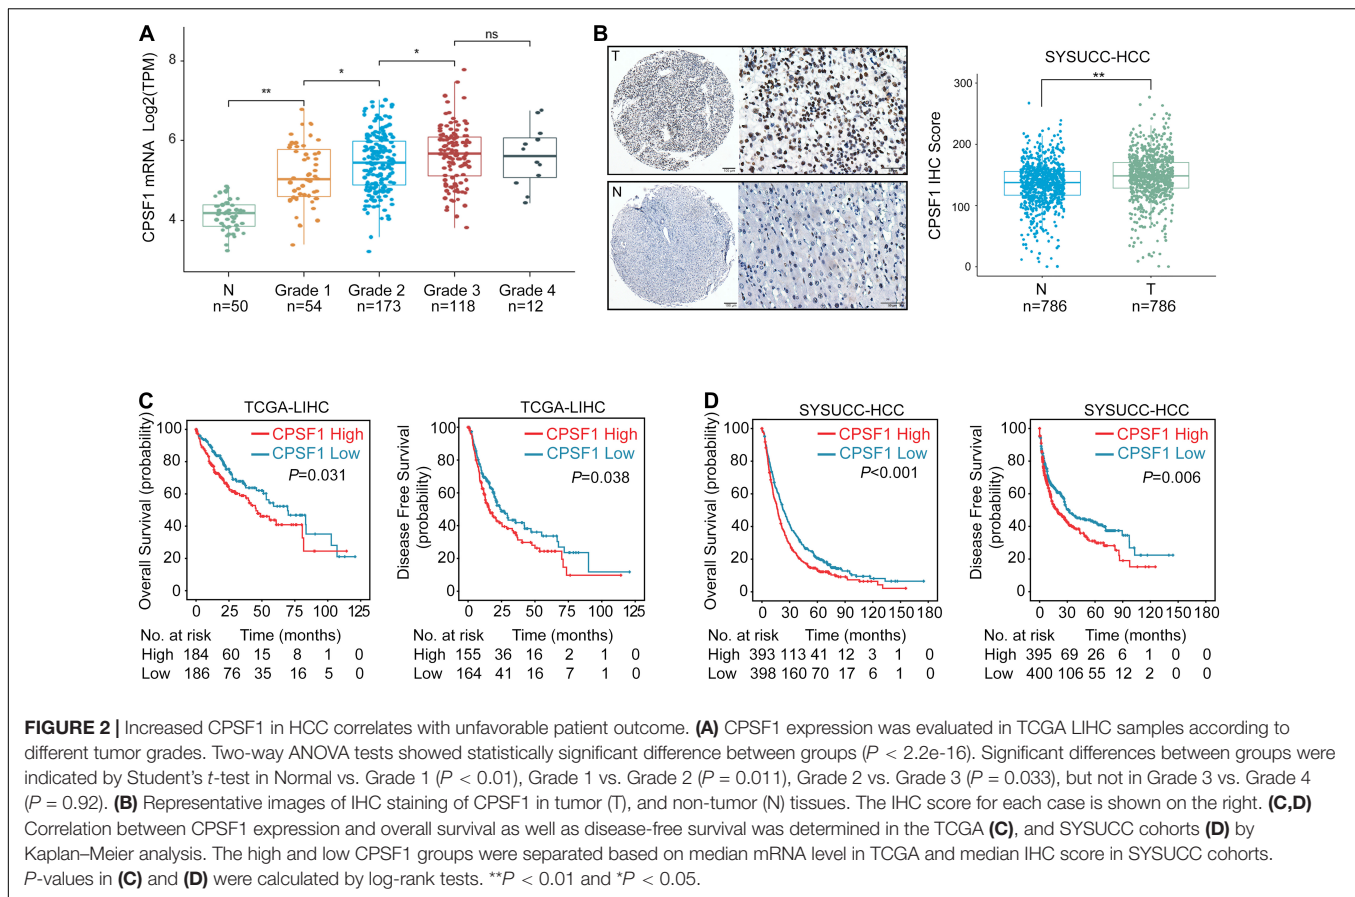 A
CPSF1 mRNA Log2(TPM)
8
6
4
**
*
*
ns
N
n=50
Grade 1
n=54
Grade 2
n=173
Grade 3
n=118
Grade 4
n=12
B
T
N
SYSUCC-HCC
CPSF1 IHC Score
300
200
100
0
**
N
n=786
T
n=786
C
TCGA-LIHC
Overall Survival (probability)
100
80
60
40
20
0
CPSF1 High
CPSF1 Low
P=0.031
0 25 50 75 100 125
No. at risk Time (months)
High 184 60 15 8 1 0
Low 186 76 35 16 5 0
TCGA-LIHC
Disease Free Survival
(probability)
100
80
60
40
20
0
CPSF1 High
CPSF1 Low
P=0.038
0 25 50 75 100 125
No. at risk Time (months)
High 155 36 16 2 1 0
Low 164 41 16 7 1 0
D
SYSUCC-HCC
Overall Survival (probability)
100
80
60
40
20
0
CPSF1 High
CPSF1 Low
P<0.001
0 30 60 90 120 150 180
No. at risk Time (months)
High 393 113 41 12 3 1 0
Low 398 160 70 17 6 1 0
SYSUCC-HCC
Disease Free Survival
(probability)
100
80
60
40
20
0
CPSF1 High
CPSF1 Low
P=0.006
0 30 60 90 120 150 180
No. at risk Time (months)
High 395 69 26 6 1 0 0
Low 400 106 55 12 2 0 0
FIGURE 2 | Increased CPSF1 in HCC correlates with unfavorable patient outcome. (A) CPSF1 expression was evaluated in TCGA LIHC samples according to
different tumor grades. Two-way ANOVA tests showed statistically significant difference between groups (P < 2.2e-16). Significant differences between groups were
indicated by Student's t-test in Normal vs. Grade 1 (P < 0.01), Grade 1 vs. Grade 2 (P = 0.011), Grade 2 vs. Grade 3 (P = 0.033), but not in Grade 3 vs. Grade 4
(P = 0.92). (B) Representative images of IHC staining of CPSF1 in tumor (T), and non-tumor (N) tissues. The IHC score for each case is shown on the right. (C,D)
Correlation between CPSF1 expression and overall survival as well as disease-free survival was determined in the TCGA (C), and SYSUCC cohorts (D) by
Kaplan–Meier analysis. The high and low CPSF1 groups were separated based on median mRNA level in TCGA and median IHC score in SYSUCC cohorts.
P-values in (C) and (D) were calculated by log-rank tests. **P < 0.01 and *P < 0.05.